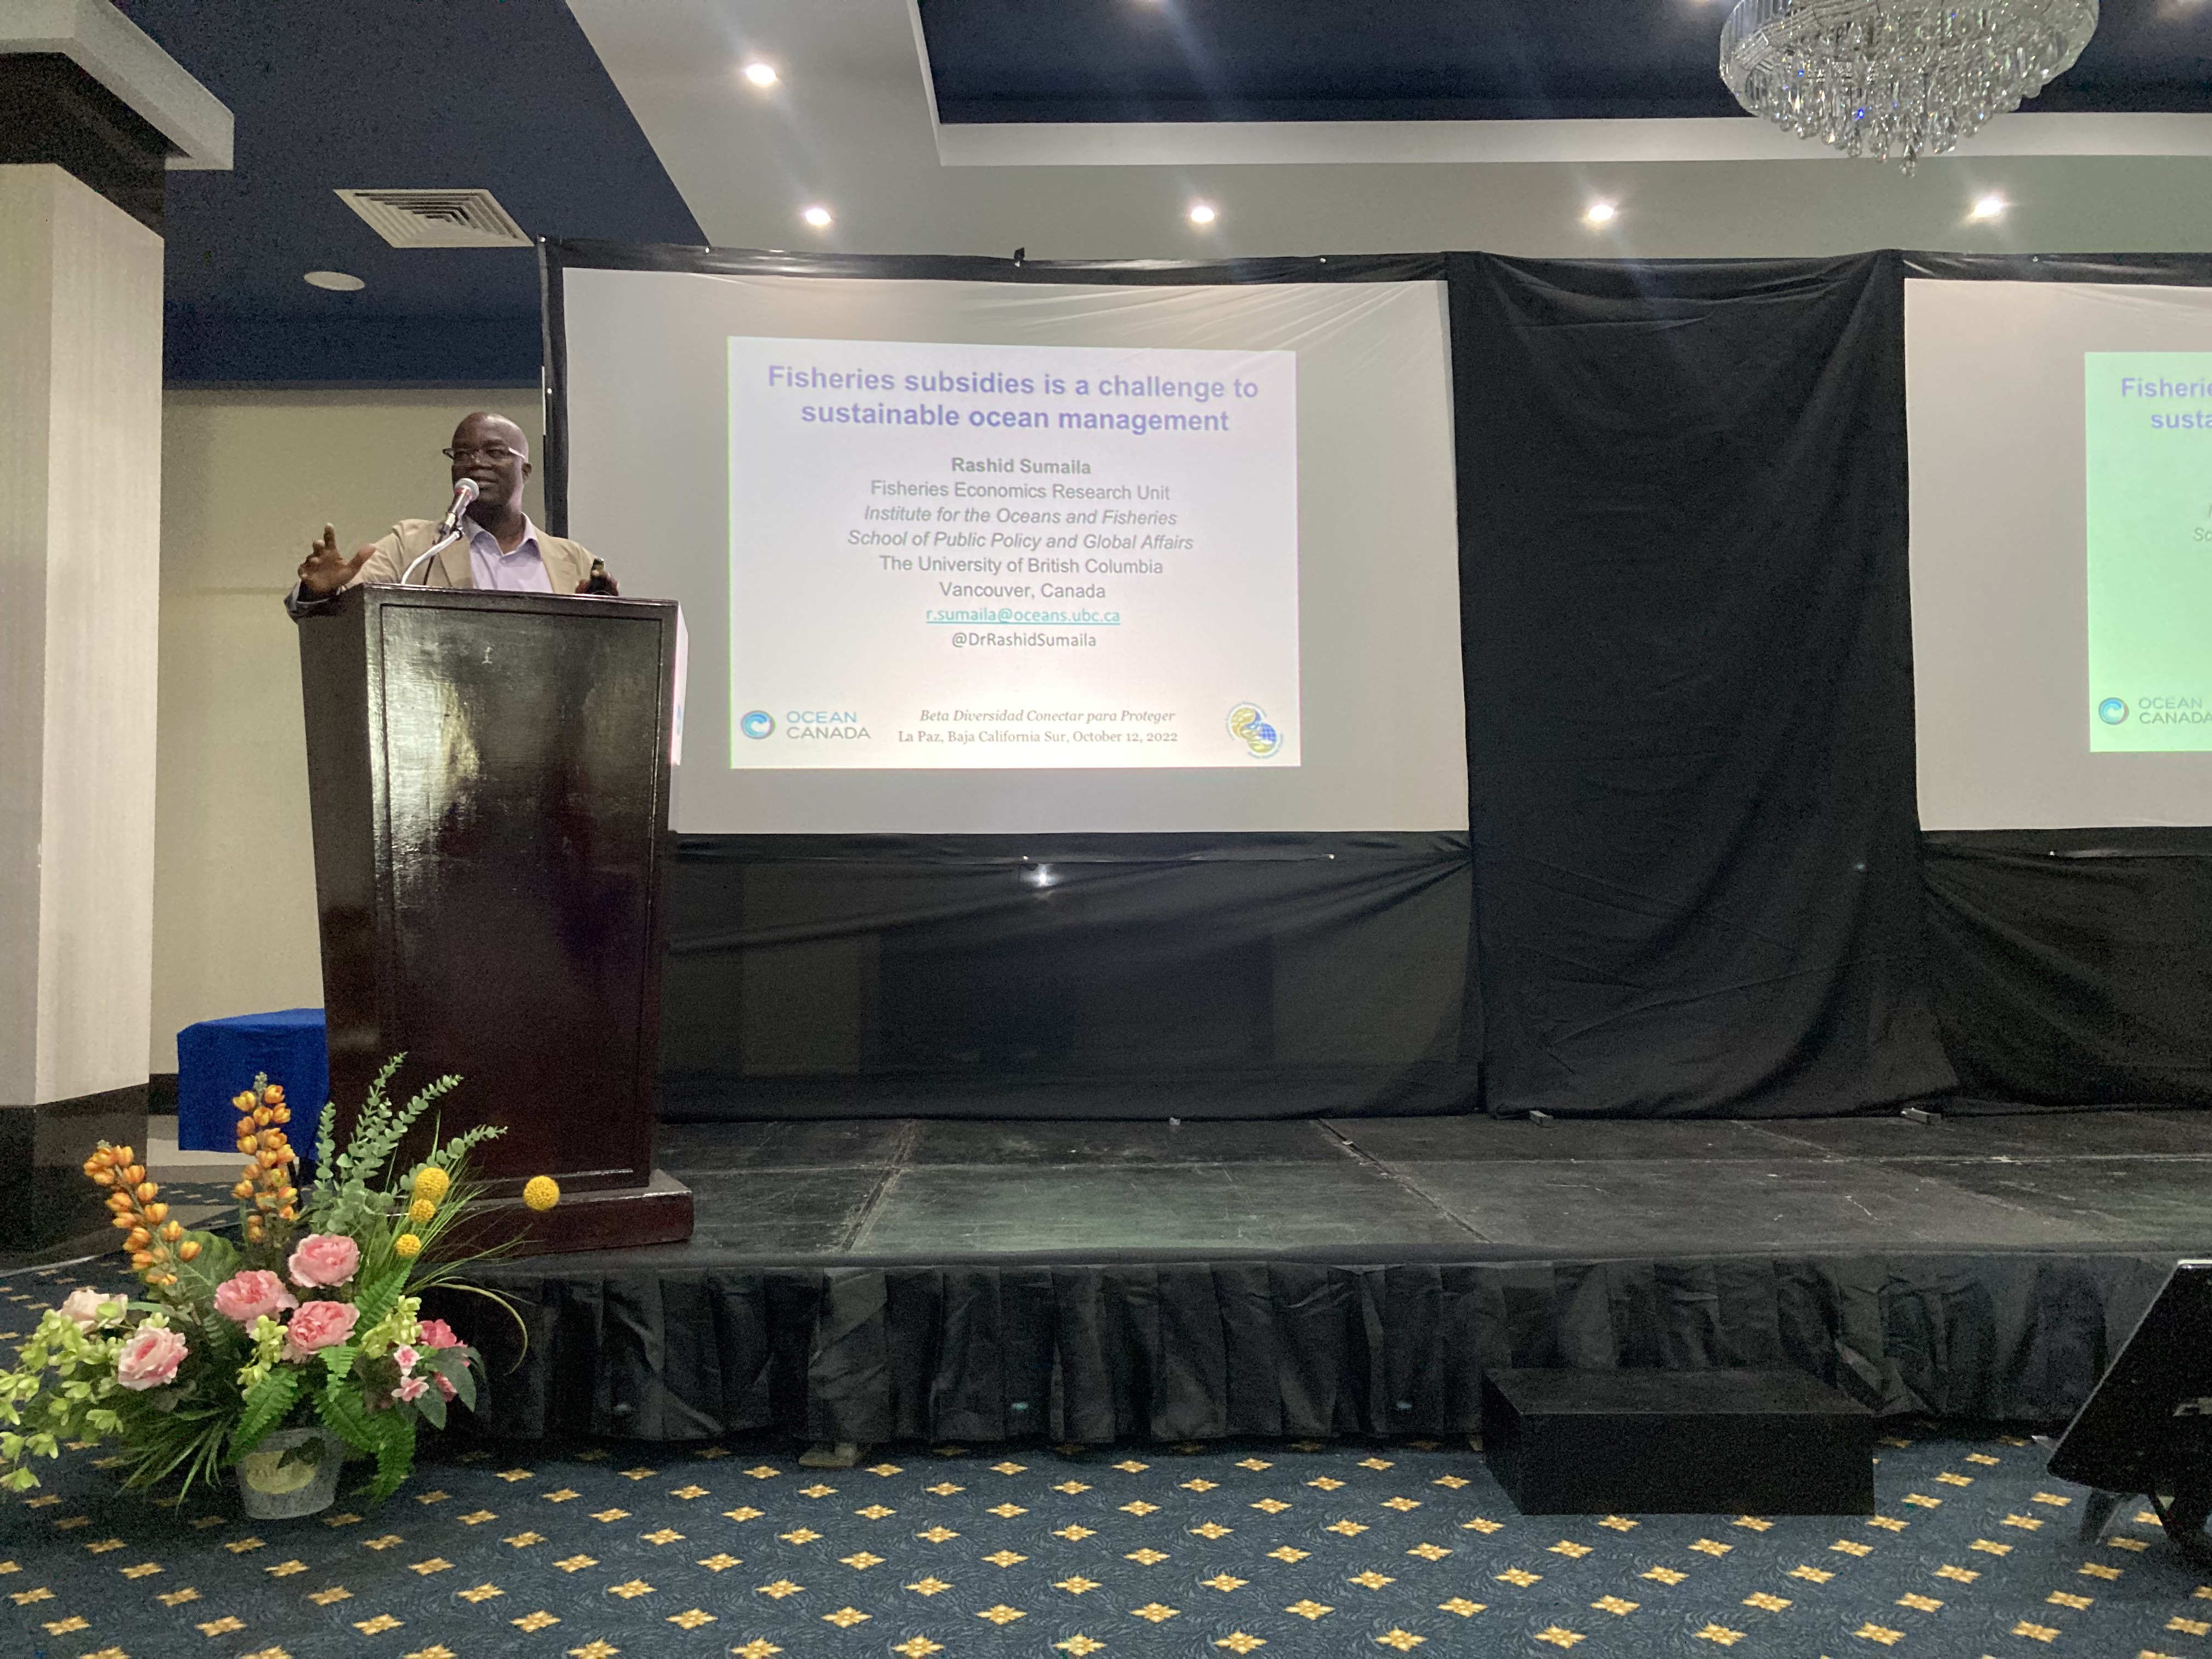 Fisheries subsidies is a challenge to
sustainable ocean management
Rashid Sumaila
Fisheries Economics Research Unit
Institute for the Oceans and Fisheries
School of Public Policy and Global Affairs
The University of British Columbia
Vancouver, Canada
r.sumaila@oceans.ubc.ca
@DrRashidSumaila
OCEAN
CANADA
Beta Diversidad Conectar para Proteger
La Paz, Baja California Sur, October 12, 2022
Fisherie
susta
Sc
OCEAN
CANADA